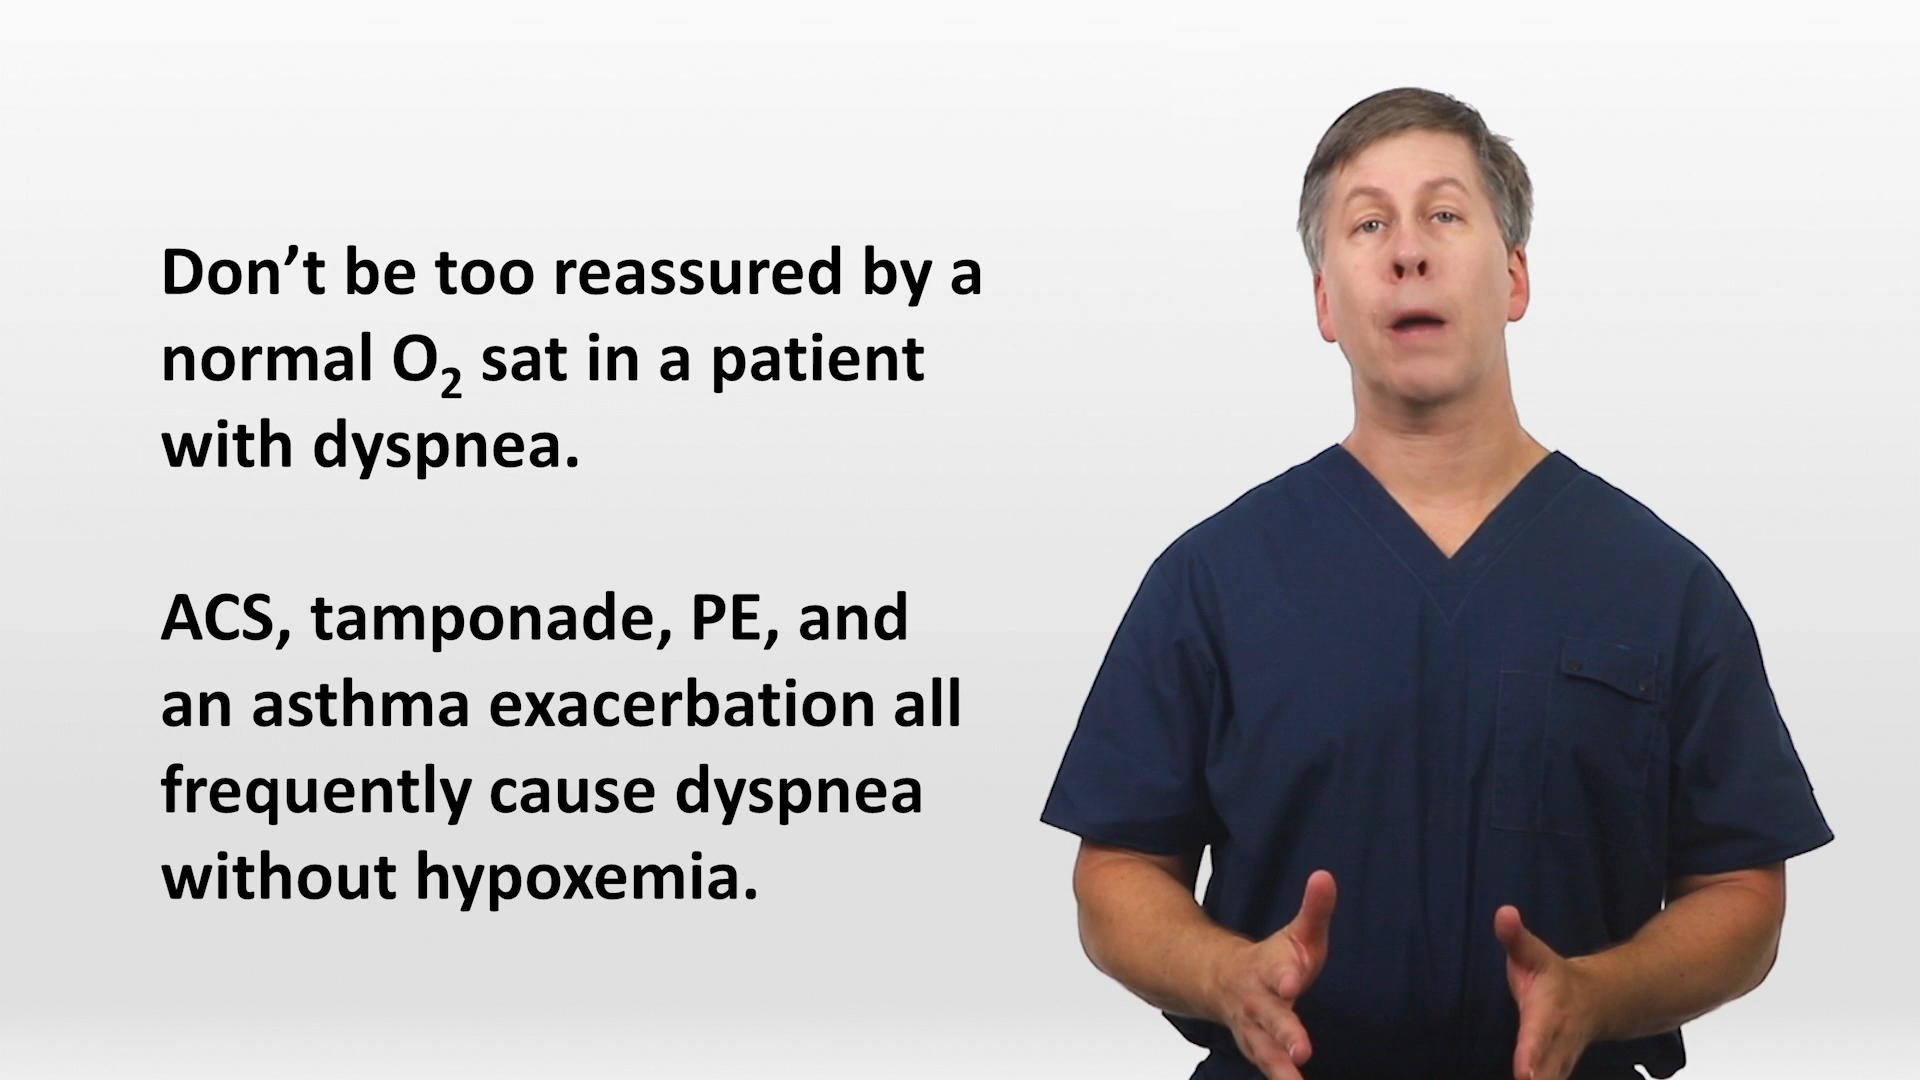 Don’t be too reassured by a
normal O₂ sat in a patient
with dyspnea.
ACS, tamponade, PE, and
an asthma exacerbation all
frequently cause dyspnea
without hypoxemia.